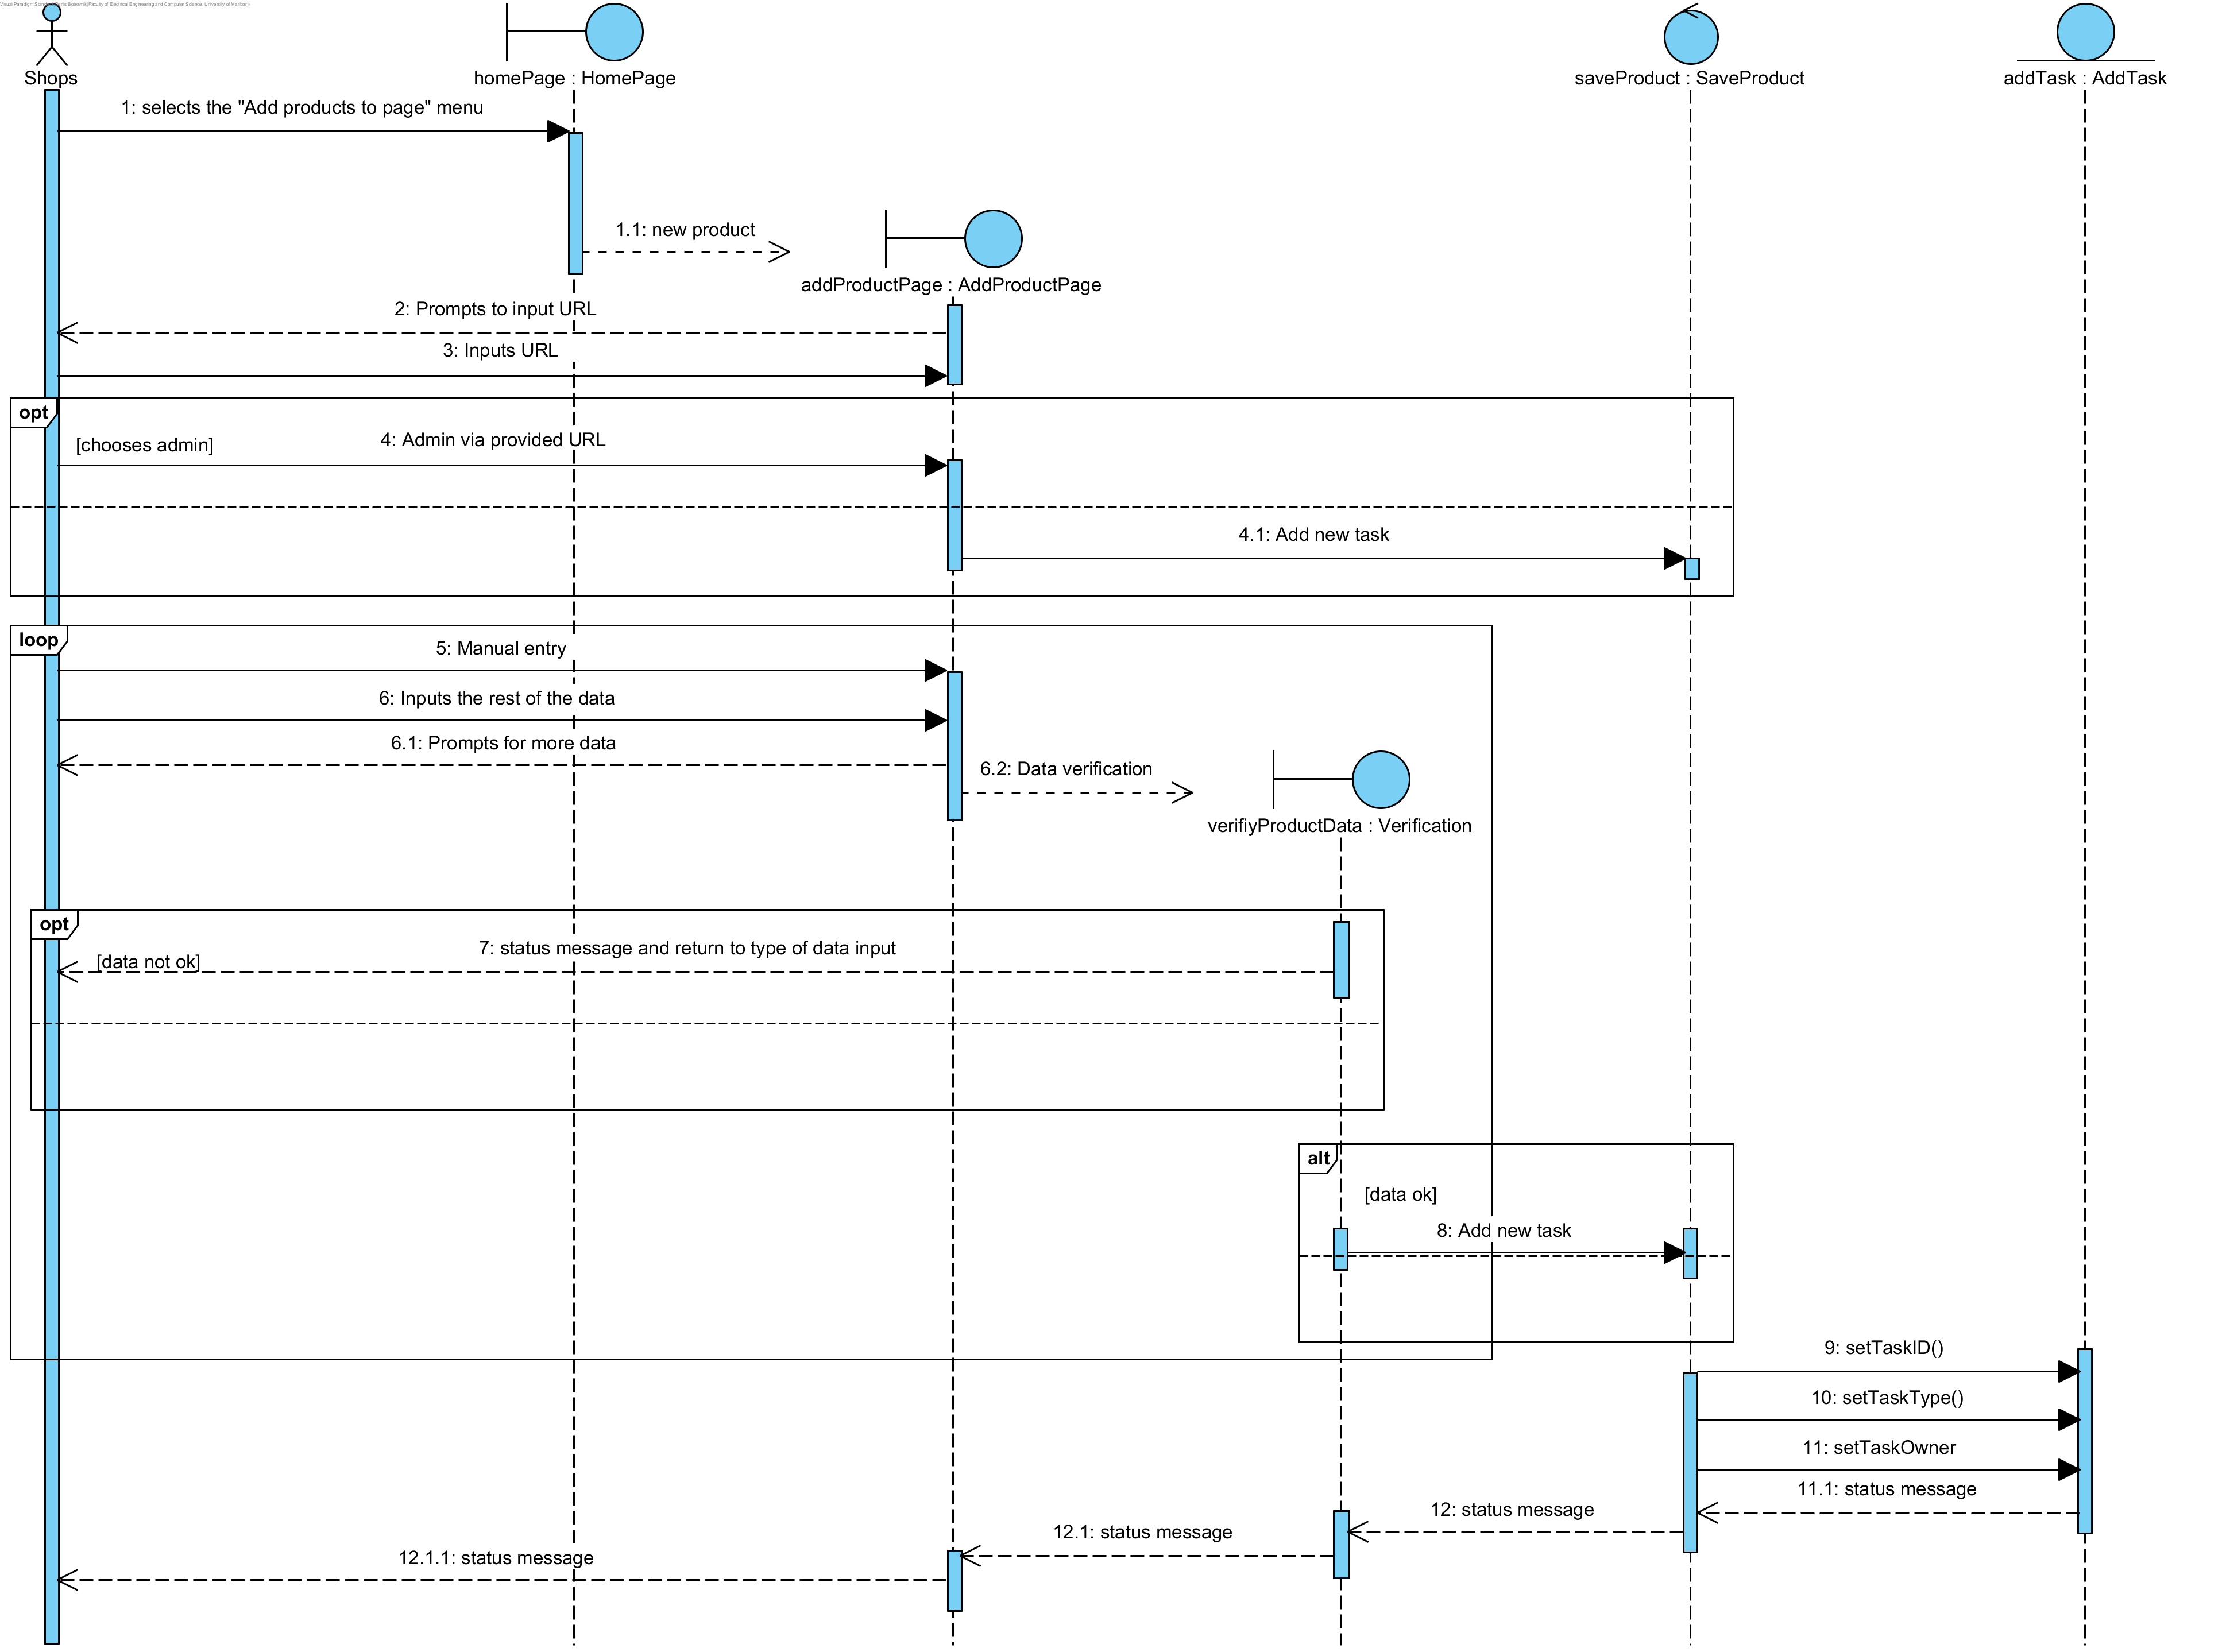 Shops
homePage : HomePage
saveProduct : SaveProduct
addTask : AddTask
1: selects the "Add products to page" menu
1.1: new product
addProductPage : AddProductPage
2: Prompts to input URL
3: Inputs URL
opt
[chooses admin]
4: Admin via provided URL
4.1: Add new task
loop
5: Manual entry
6: Inputs the rest of the data
6.1: Prompts for more data
6.2: Data verification
verifiyProductData : Verification
opt
[data not ok]
7: status message and return to type of data input
alt
[data ok]
8: Add new task
9: setTaskID()
10: setTaskType()
11: setTaskOwner
11.1: status message
12: status message
12.1: status message
12.1.1: status message